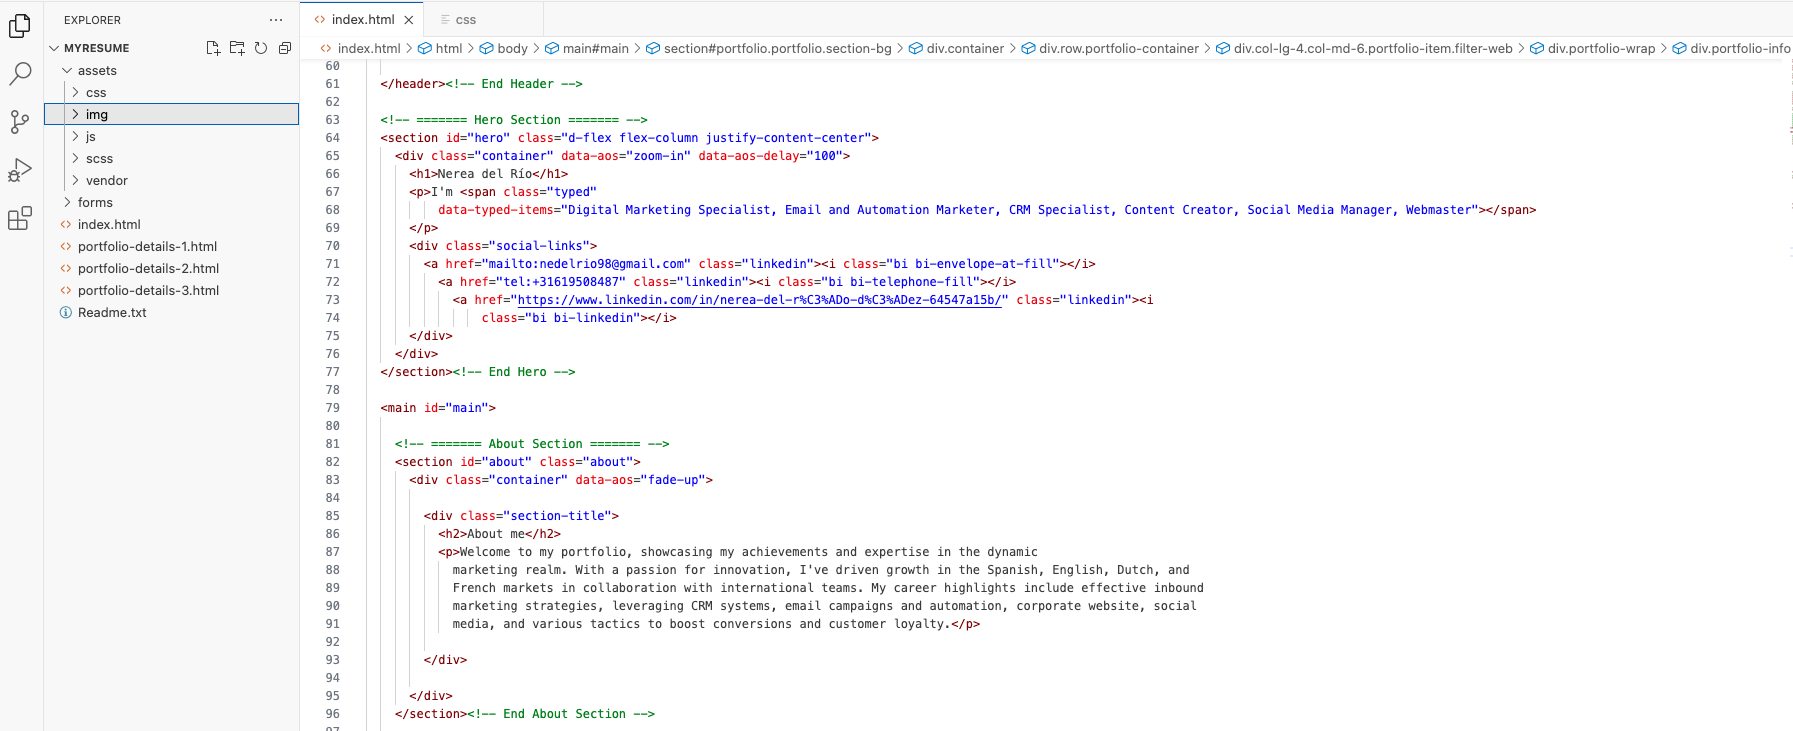 EXPLORER
MYRESUME
assets
css
img
js
scss
vendor
forms
index.html
portfolio-details-1.html
portfolio-details-2.html
portfolio-details-3.html
Readme.txt
index.html
css
index.html > html > body > main#main > section#portfolio.portfolio.section-bg > div.container > div.row.portfolio-container > div.col-lg-4.col-md-6.portfolio-item.filter-web > div.portfolio-wrap > div.portfolio-info
60
61 </header><!-- End Header -->
62
63 <!-- ======= Hero Section ======= -->
64 <section id="hero" class="d-flex flex-column justify-content-center">
65 <div class="container" data-aos="zoom-in" data-aos-delay="100">
66 <h1>Nerea del Río</h1>
67 <p>I'm <span class="typed"
68 data-typed-items="Digital Marketing Specialist, Email and Automation Marketer, CRM Specialist, Content Creator, Social Media Manager, Webmaster"></span>
69 </p>
70 <div class="social-links">
71 <a href="mailto:nedelrio98@gmail.com" class="linkedin"><i class="bi bi-envelope-at-fill"></i>
72 <a href="tel:+31619508487" class="linkedin"><i class="bi bi-telephone-fill"></i>
73 <a href="https://www.linkedin.com/in/nerea-del-r%C3%ADo-d%C3%ADez-64547a15b/" class="linkedin"><i
74 class="bi bi-linkedin"></i>
75 </div>
76 </div>
77 </section><!-- End Hero -->
78
79 <main id="main">
80
81 <!-- ======= About Section ======= -->
82 <section id="about" class="about">
83 <div class="container" data-aos="fade-up">
84
85 <div class="section-title">
86 <h2>About me</h2>
87 <p>Welcome to my portfolio, showcasing my achievements and expertise in the dynamic
88 marketing realm. With a passion for innovation, I've driven growth in the Spanish, English, Dutch, and
89 French markets in collaboration with international teams. My career highlights include effective inbound
90 marketing strategies, leveraging CRM systems, email campaigns and automation, corporate website, social
91 media, and various tactics to boost conversions and customer loyalty.</p>
92
93 </div>
94
95 </div>
96 </section><!-- End About Section -->
97